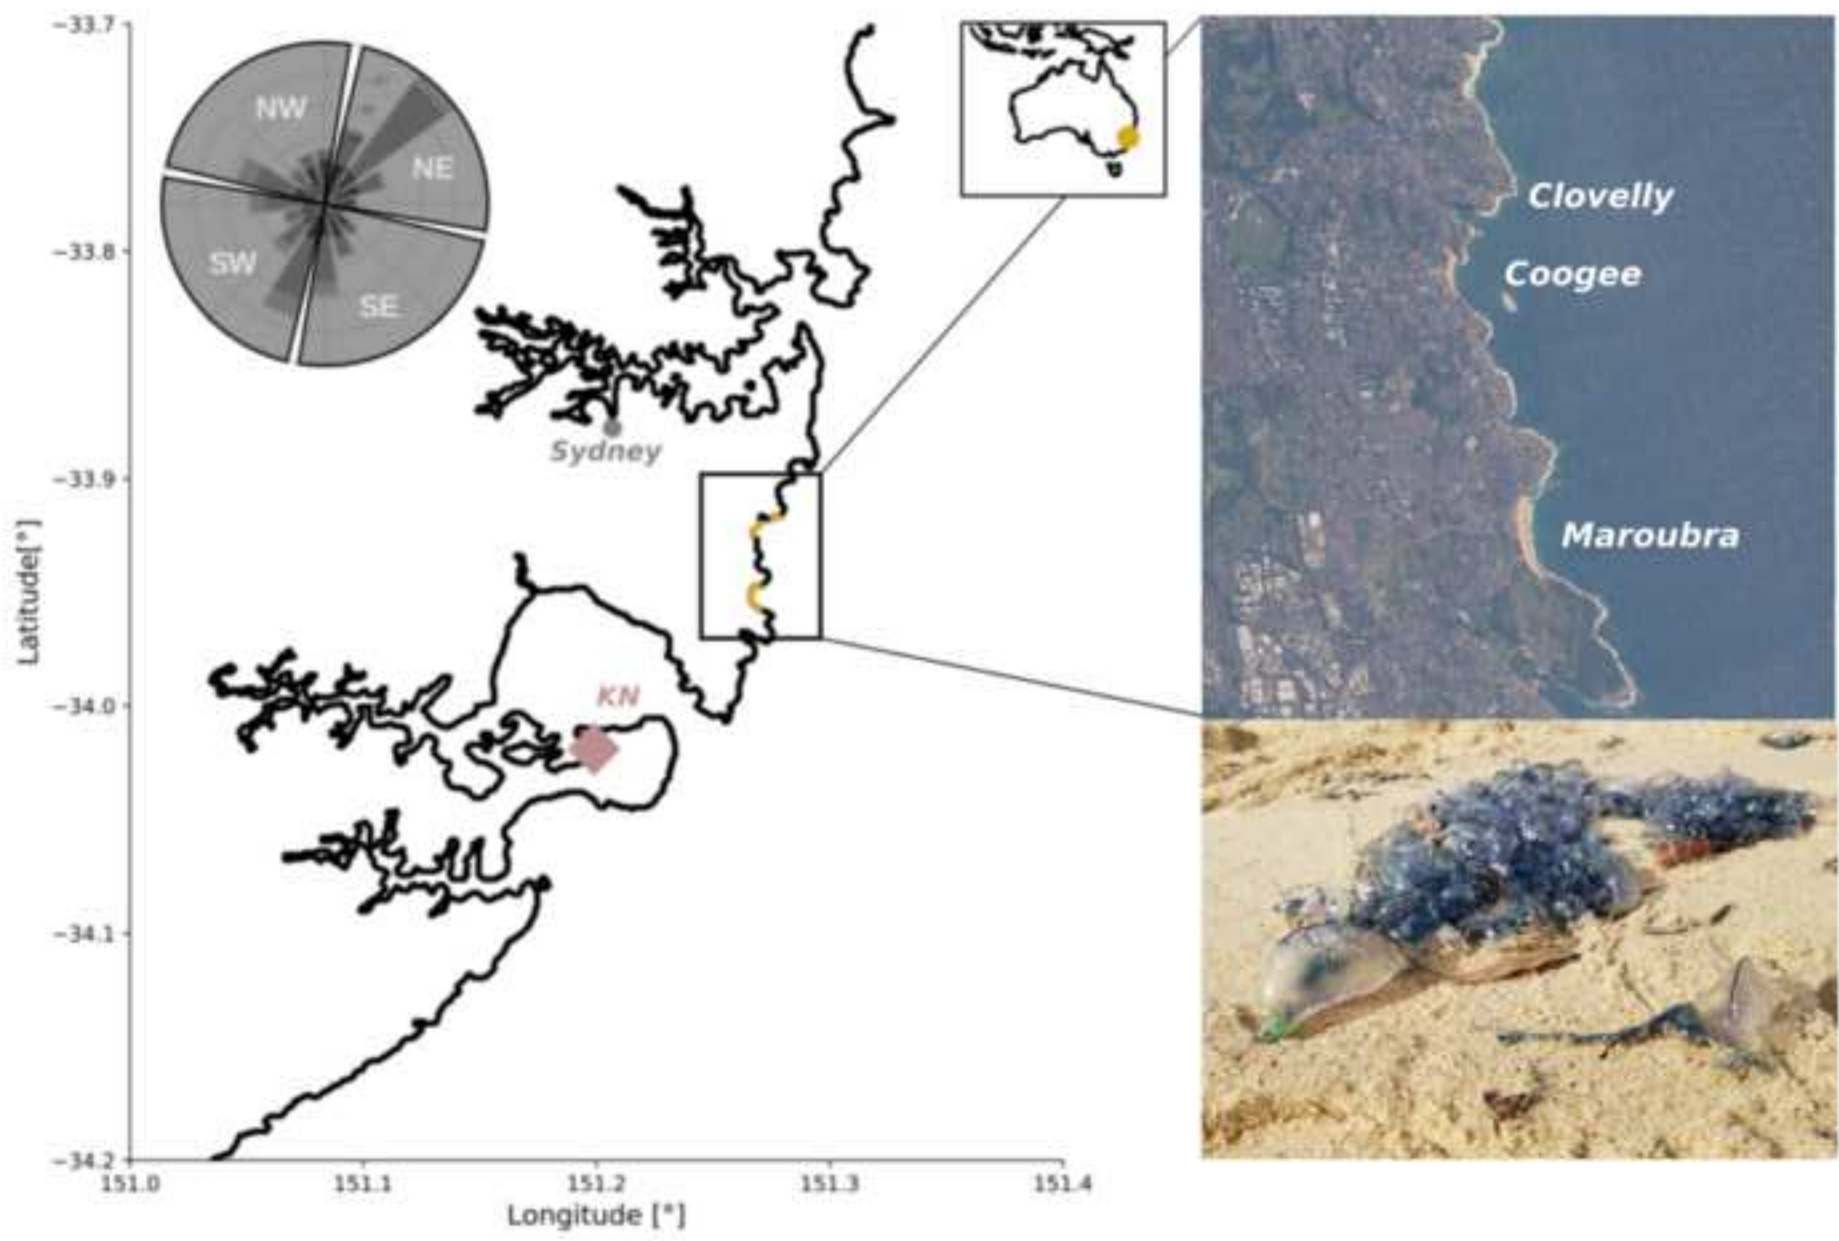 −33.7
NW
NE
SW
SE
−33.8
Sydney
−33.9
Latitude[°]
KN
−34.0
−34.1
−34.2
151.0
151.1
151.2
151.3
151.4
Longitude [°]
Clovelly
Coogee
Maroubra